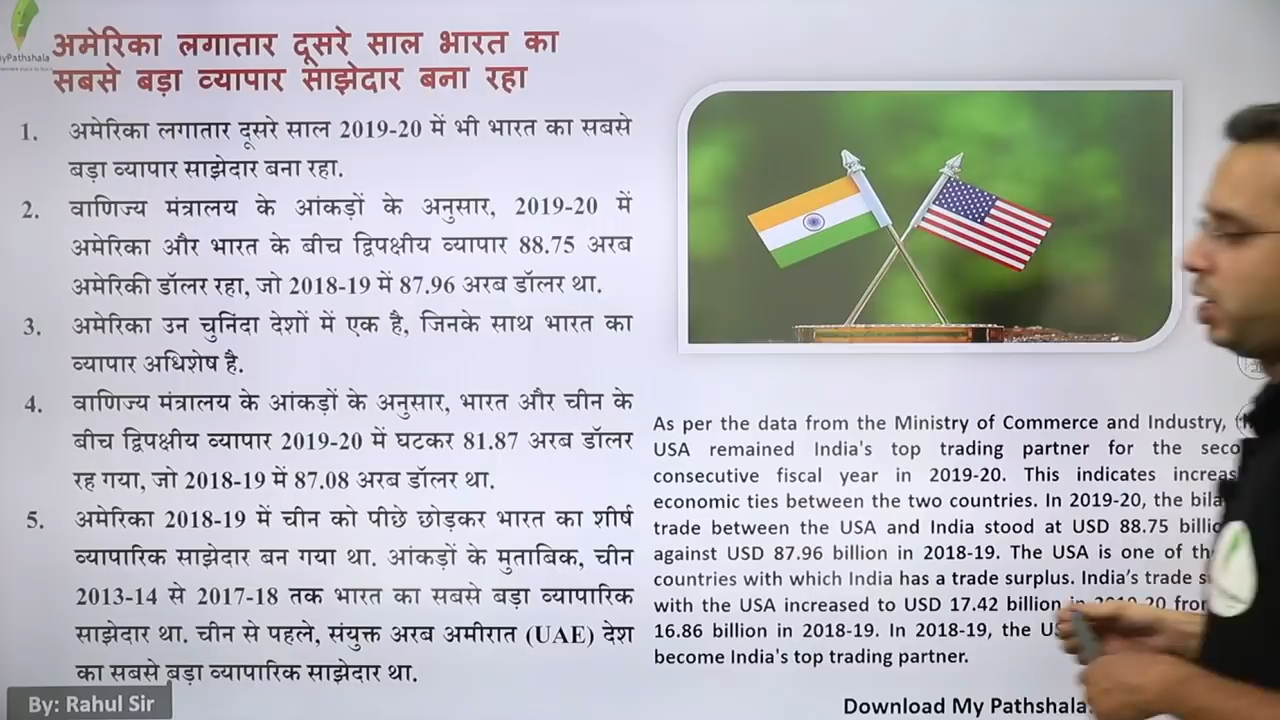 MyPathshala
अमेरिका लगातार दूसरे साल भारत का
सबसे बड़ा व्यापार साझेदार बना रहा
1. अमेरिका लगातार दूसरे साल 2019-20 में भी भारत का सबसे
बड़ा व्यापार साझेदार बना रहा.
2. वाणिज्य मंत्रालय के आंकड़ों के अनुसार, 2019-20 में
अमेरिका और भारत के बीच द्विपक्षीय व्यापार 88.75 अरब
अमेरिकी डॉलर रहा, जो 2018-19 में 87.96 अरब डॉलर था.
3. अमेरिका उन चुनिंदा देशों में एक है, जिनके साथ भारत का
व्यापार अधिशेष है.
4. वाणिज्य मंत्रालय के आंकड़ों के अनुसार, भारत और चीन के
बीच द्विपक्षीय व्यापार 2019-20 में घटकर 81.87 अरब डॉलर
रह गया, जो 2018-19 में 87.08 अरब डॉलर था.
5. अमेरिका 2018-19 में चीन को पीछे छोड़कर भारत का शीर्ष
व्यापारिक साझेदार बन गया था. आंकड़ों के मुताबिक, चीन
2013-14 से 2017-18 तक भारत का सबसे बड़ा व्यापारिक
साझेदार था. चीन से पहले, संयुक्त अरब अमीरात (UAE) देश
का सबसे बड़ा व्यापारिक साझेदार था.
By: Rahul Sir
As per the data from the Ministry of Commerce and Industry,
USA remained India's top trading partner for the
consecutive fiscal year in 2019-20. This indicates
economic ties between the two countries. In 2019-20, the
trade between the USA and India stood at USD 88.75
against USD 87.96 billion in 2018-19. The USA is one of
countries with which India has a trade surplus. India's trade
with the USA increased to USD 17.42 billion
16.86 billion in 2018-19. In 2018-19, the
become India's top trading partner.
Download My Pathshala